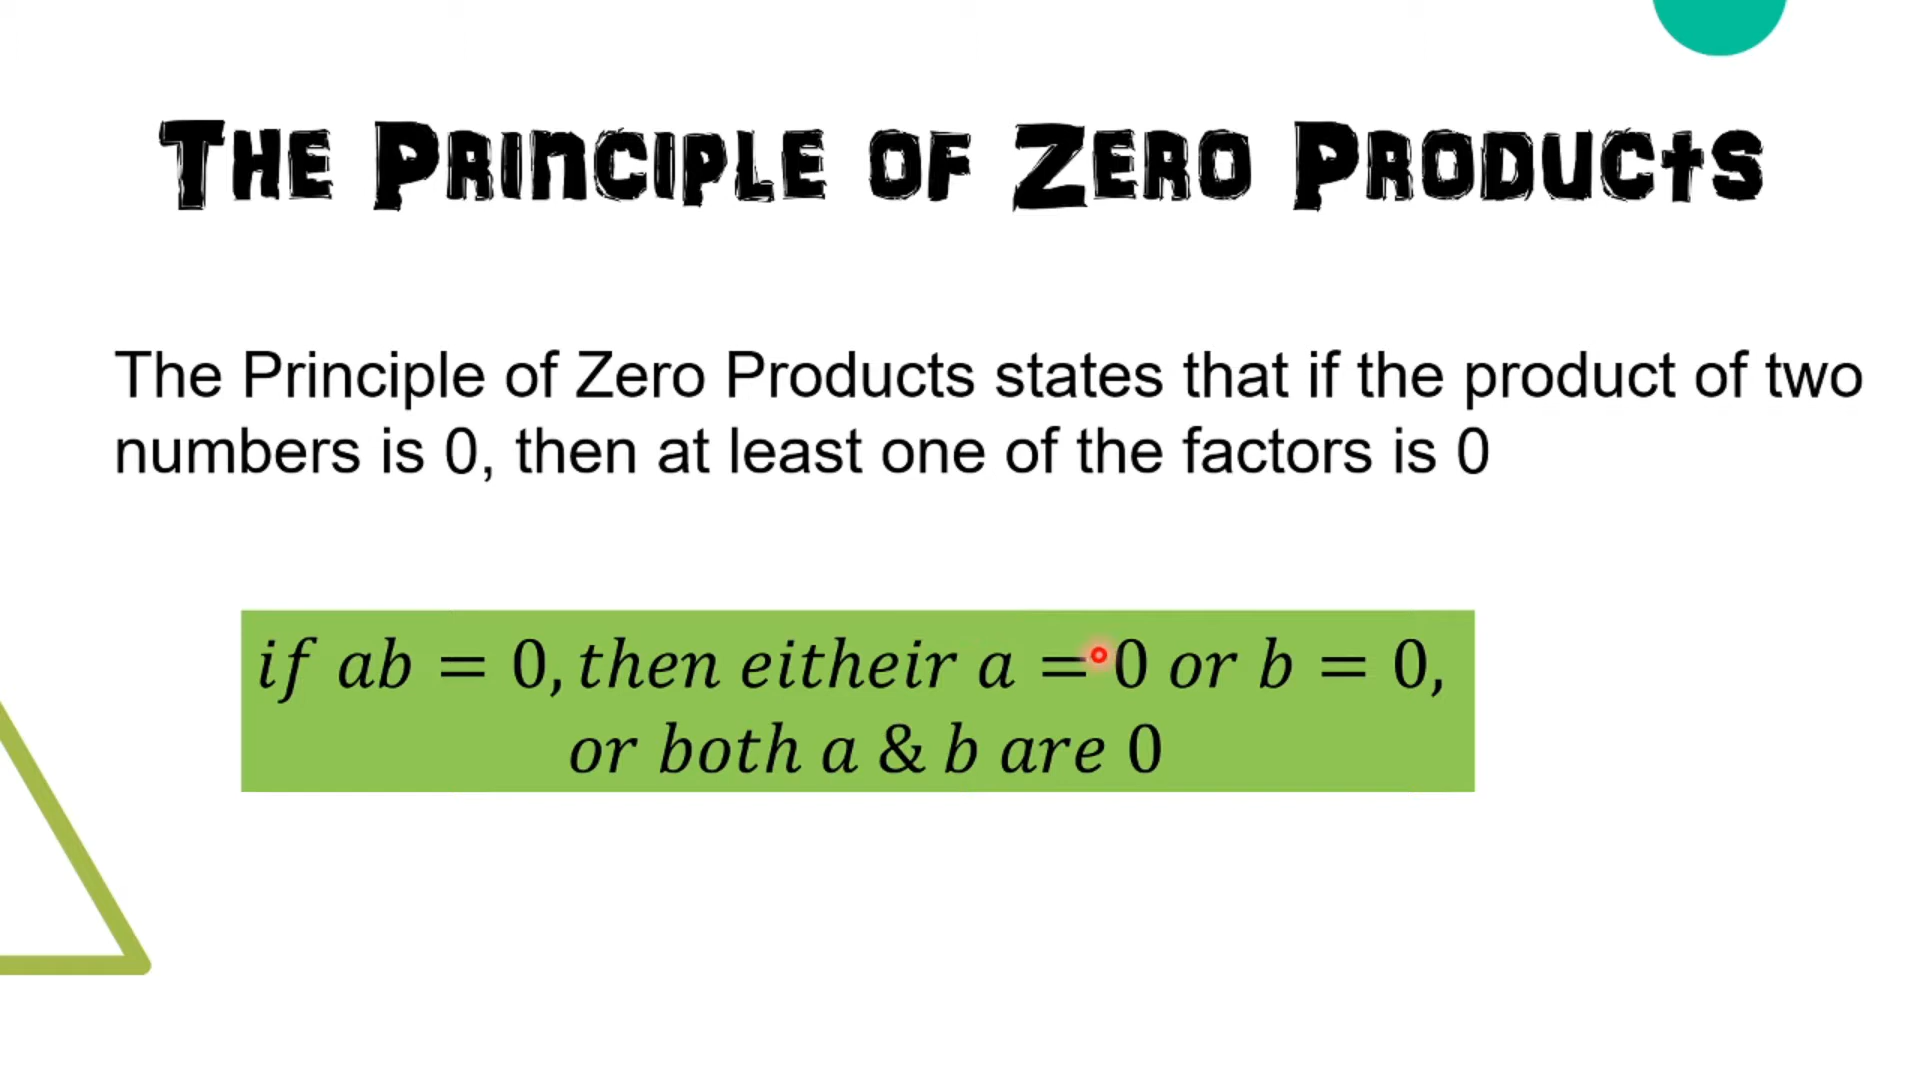 The Principle of Zero Products
The Principle of Zero Products states that if the product of two
numbers is 0, then at least one of the factors is 0
if ab = 0, then eitheir a = 0 or b = 0,
or both a & b are 0